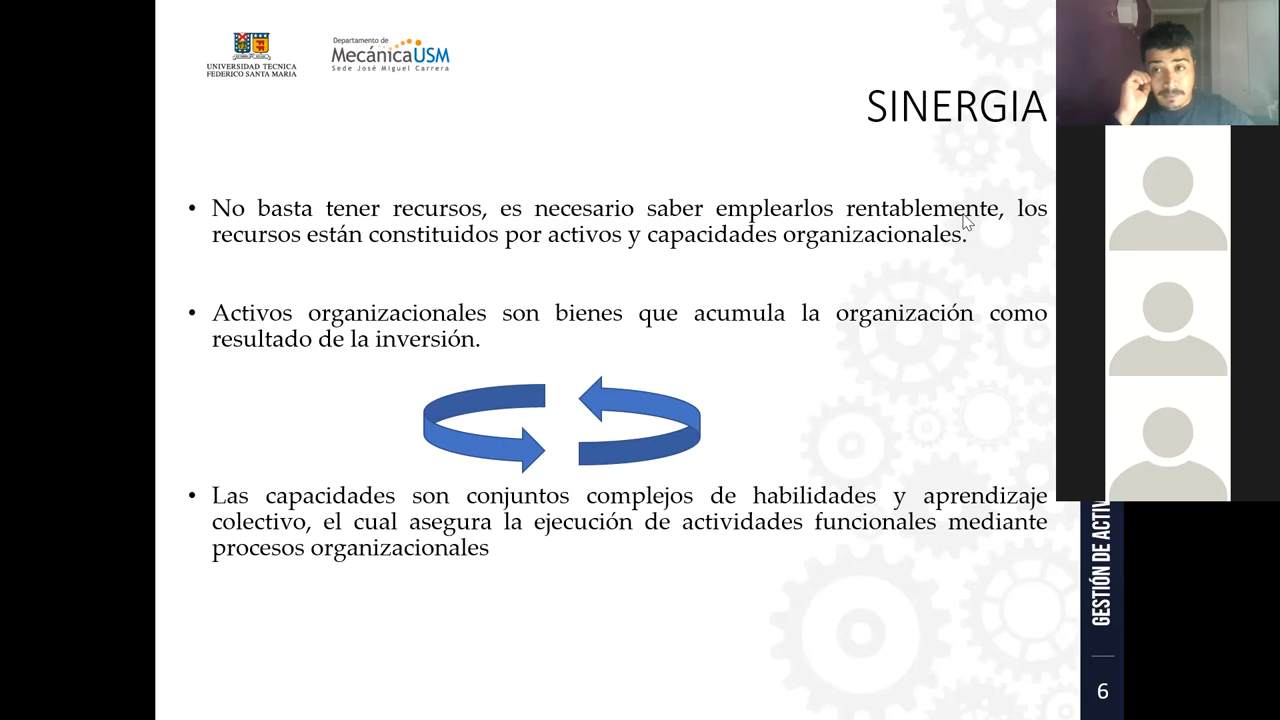 UNIVERSIDAD TECNICA
FEDERICO SANTA MARIA
Departamento de
MecánicaUSM
Sede José Miguel Carrera
SINERGIA
• No basta tener recursos, es necesario saber emplearlos rentablemente, los
recursos están constituidos por activos y capacidades organizacionales.
• Activos organizacionales son bienes que acumula la organización como
resultado de la inversión.
• Las capacidades son conjuntos complejos de habilidades y aprendizaje
colectivo, el cual asegura la ejecución de actividades funcionales mediante
procesos organizacionales
GESTIÓN DE
6